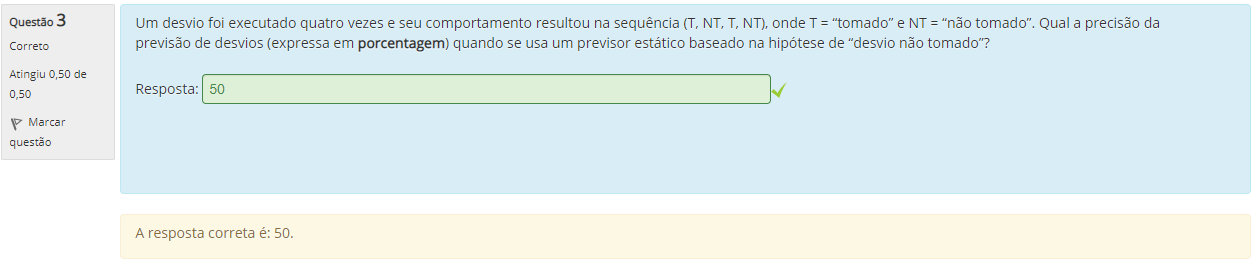 Questão 3
Correto
Atingiu 0,50 de
0,50
Marcar
questão
Um desvio foi executado quatro vezes e seu comportamento resultou na sequência (T, NT, T, NT), onde T = “tomado” e NT = “não tomado”. Qual a precisão da
previsão de desvios (expressa em porcentagem) quando se usa um previsor estático baseado na hipótese de “desvio não tomado”?
Resposta: 50
A resposta correta é: 50.